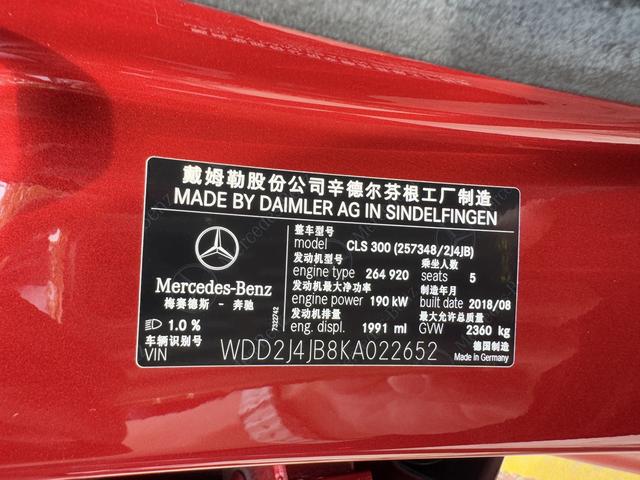 戴姆勒股份公司辛德尔芬根工厂制造
MADE BY DAIMLER AG IN SINDELFINGEN
Mercedes-Benz
梅赛德斯 - 奔驰
1.0 %
7322742
整车型号
model CLS 300 (257348/2J4JB)
发动机型号 乘坐人数
engine type 264 920 seats 5
发动机最大净功率 制造年月
engine power 190 kW built date 2018/08
发动机排量 最大允许总质量
eng. displ. 1991 ml GVW 2360 kg
车辆识别号 德国制造
VIN WDD2J4JB8KA022652 Made in Germany